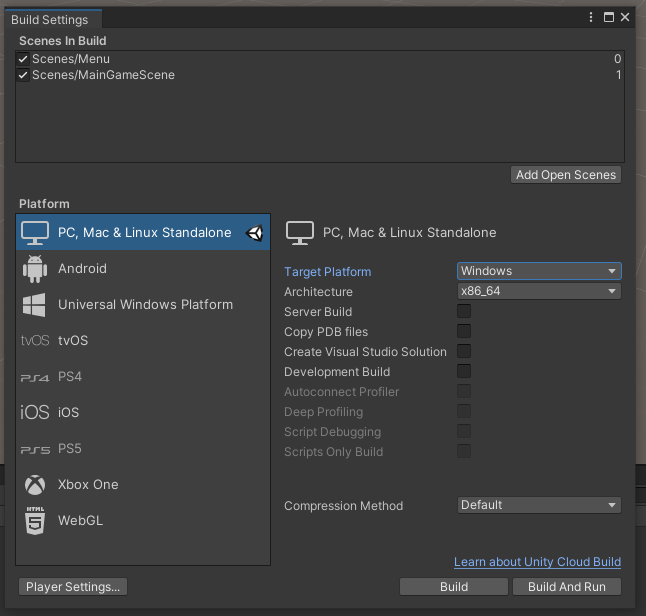 Build Settings
Scenes In Build
Scenes/Menu 0
Scenes/MainGameScene 1
Add Open Scenes
Platform
PC, Mac & Linux Standalone
Android
Universal Windows Platform
tvOS tvOS
PS4 PS4
iOS iOS
PS5 PS5
Xbox One
HTML WebGL
5
PC, Mac & Linux Standalone
Target Platform Windows
Architecture x86_64
Server Build
Copy PDB files
Create Visual Studio Solution
Development Build
Autoconnect Profiler
Deep Profiling
Script Debugging
Scripts Only Build
Compression Method Default
Learn about Unity Cloud Build
Player Settings... Build Build And Run